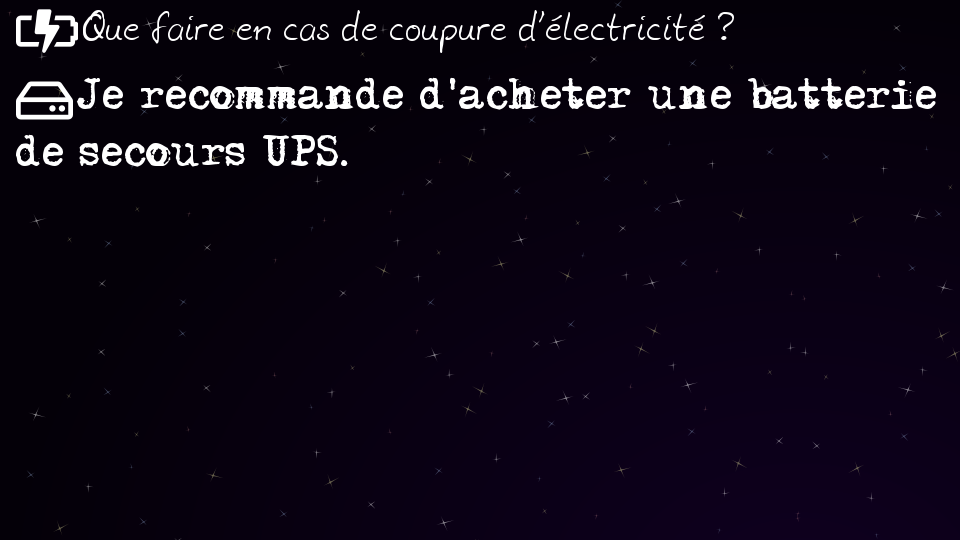 Que faire en cas de coupure d'électricité ?
Je recommande d'acheter une batterie
de secours UPS.